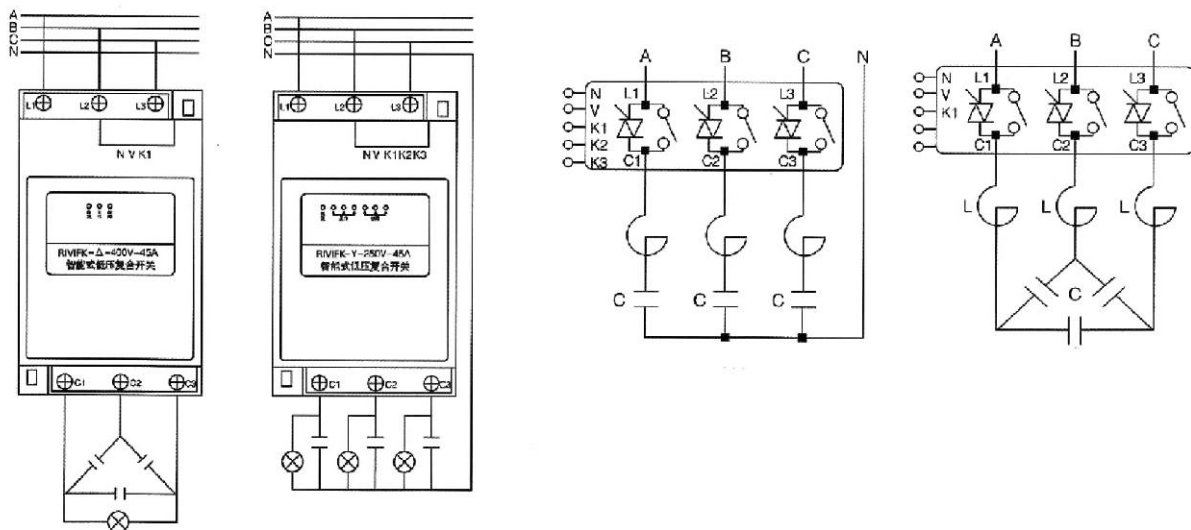 A
B
C
N
L1
L2
L3
N V K1
RIVIFK-△-400V-45A
智能式低压复合开关
C1
C2
C3
A
B
C
N
L1
L2
L3
N V K1K2K3
RIVIFK-Y-250V-45A
智能式低压复合开关
C1
C2
C3
A
B
C
N
N
V
K1
K2
K3
L1
L2
L3
C1
C2
C3
C
C
C
A
B
C
N
V
K1
L1
L2
L3
C1
C2
C3
L
L
L
C